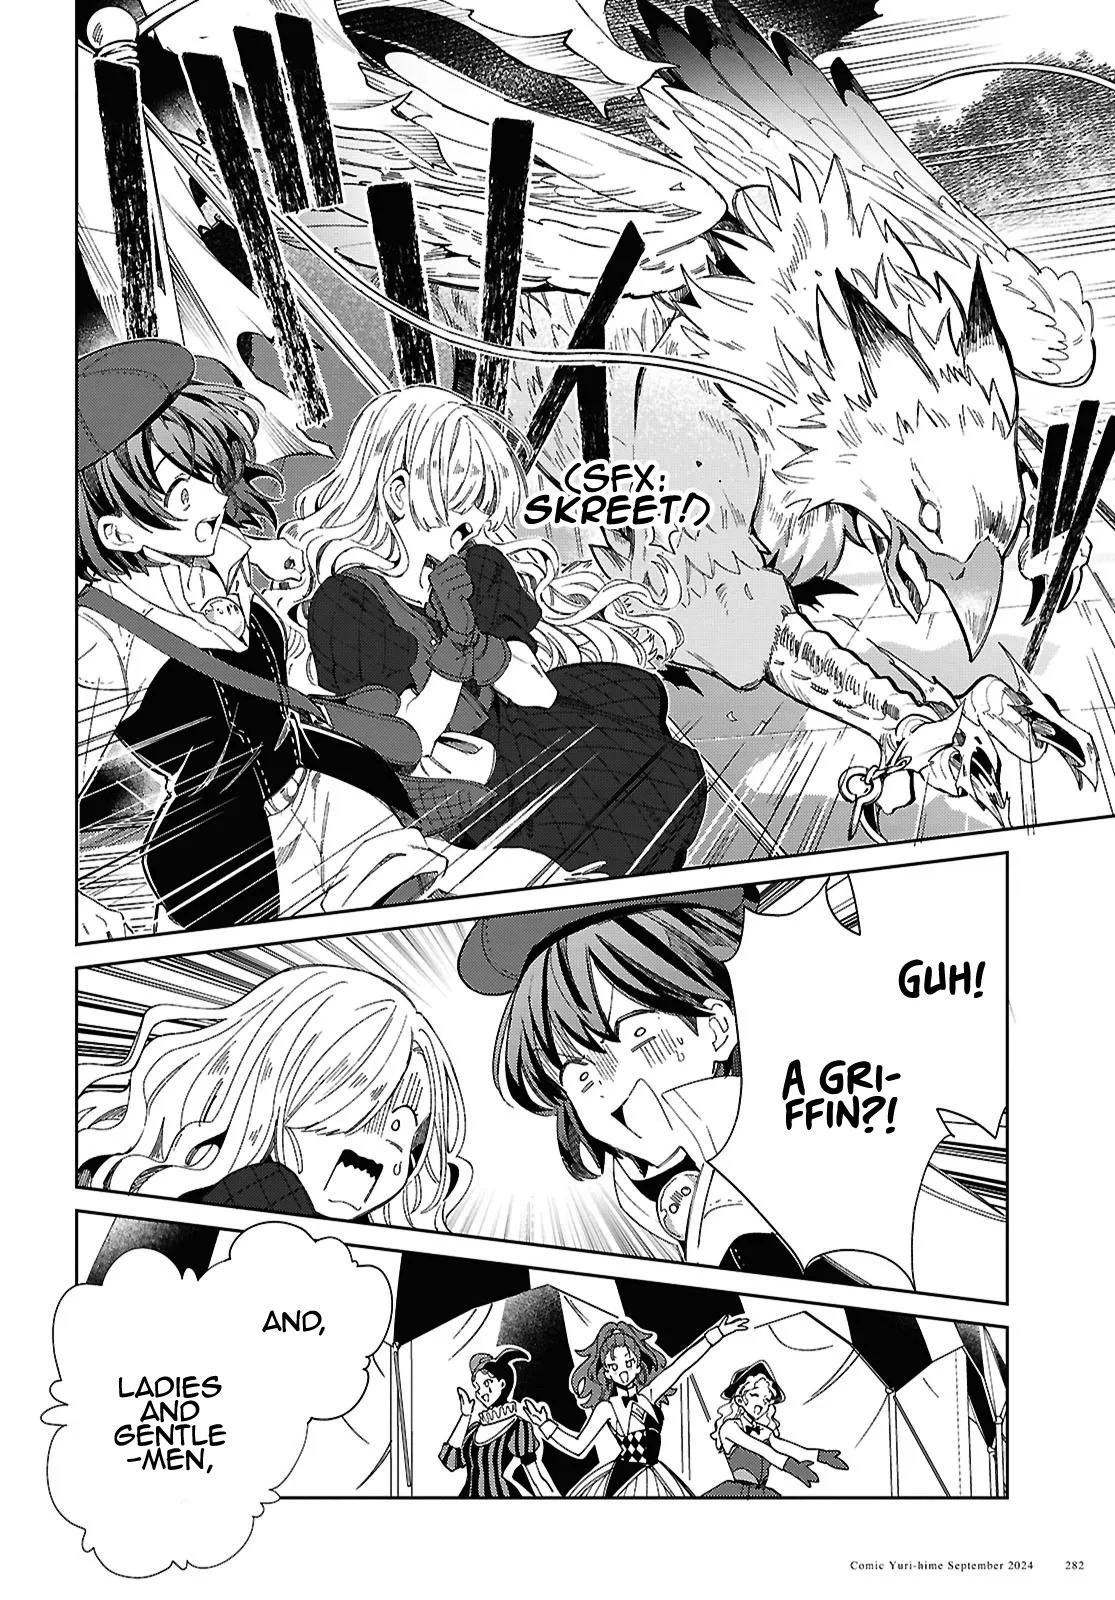 (SFX:
SKREET!)
GUH!
A GRI-
FFIN?!
AND,
LADIES
AND
GENTLE
-MEN,
Comic Yuri-hime September 2024 282